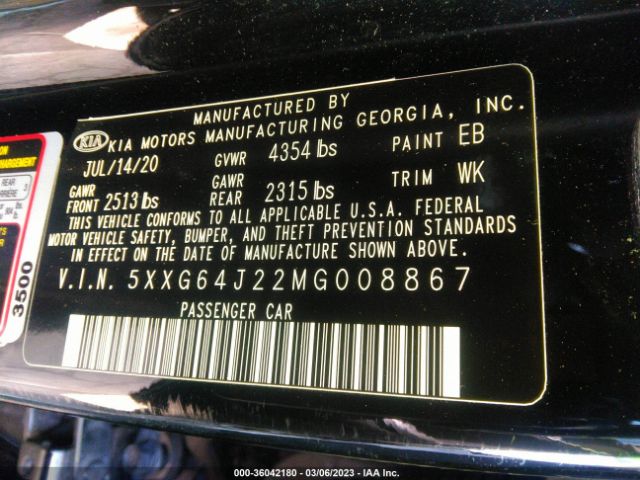 MANUFACTURED BY
KIA KIA MOTORS MANUFACTURING GEORGIA, INC.
JUL/14/20 GVWR 4354 lbs PAINT EB
GAWR FRONT 2513 lbs GAWR REAR 2315 lbs TRIM WK
THIS VEHICLE CONFORMS TO ALL APPLICABLE U.S.A. FEDERAL
MOTOR VEHICLE SAFETY, BUMPER, AND THEFT PREVENTION STANDARDS
IN EFFECT ON THE DATE OF MANUFACTURE SHOWN ABOVE.
V.I.N. 5XXG64J22MG008867
PASSENGER CAR
REAR
3
3500
000-36042180 - 03/06/2023 - IAA Inc.